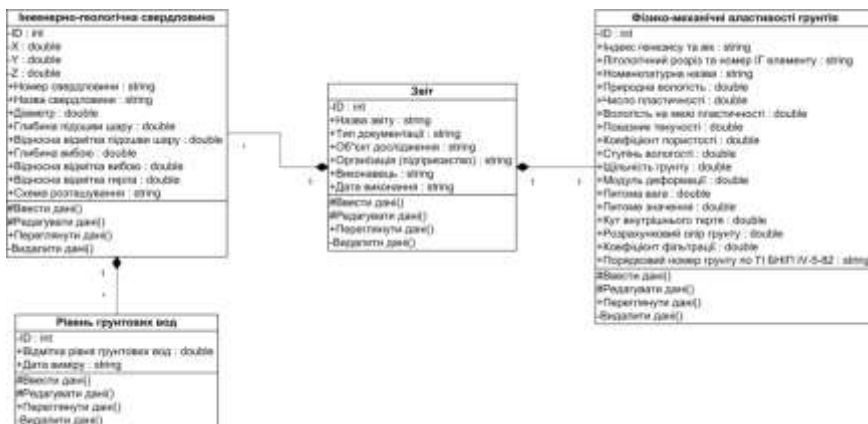 Інженерно-геологічна свердловина
-ID : int
-X : double
-Y : double
-Z : double
+Номер свердловини : string
+Назва свердловини : string
+Діаметр : double
+Глибина підошви шару : double
+Відносна відмітка підошви шару : double
+Глибина вибою : double
+Відносна відмітка вибою : double
+Відносна відмітка гирла : double
+Схема розташування : string
#Ввести дані()
#Редагувати дані()
+Переглянути дані()
-Видалити дані()
Рівень грунтових вод
-ID : int
+Відмітка рівня грунтових вод : double
+Дата виміру : string
#Ввести дані()
#Редагувати дані()
+Переглянути дані()
-Видалити дані()
Звіт
-ID : int
+Назва звіту : string
+Тип документації : string
+Об'єкт дослідження : string
+Організація (підприємство) : string
+Виконавець : string
+Дата виконання : string
#Ввести дані()
#Редагувати дані()
+Переглянути дані()
-Видалити дані()
Фізико-механічні властивості грунтів
-ID : int
+Індекс генезису та вік : string
+Літологічний розріз та номер ІГ елементу : string
+Номенклатурна назва : string
+Природна вологість : double
+Число пластичності : double
+Вологість на межі пластичності : double
+Показник текучості : double
+Коефіцієнт пористості : double
+Ступінь вологості : double
+Щільність грунту : double
+Модуль деформації : double
+Питома вага : double
+Питоме значення : double
+Кут внутрішнього тертя : double
+Розрахунковий опір грунту : double
+Коефіцієнт фільтрації : double
+Порядковий номер грунту по ТІ БНІП IV-5-82 : string
#Ввести дані()
#Редагувати дані()
+Переглянути дані()
-Видалити дані()